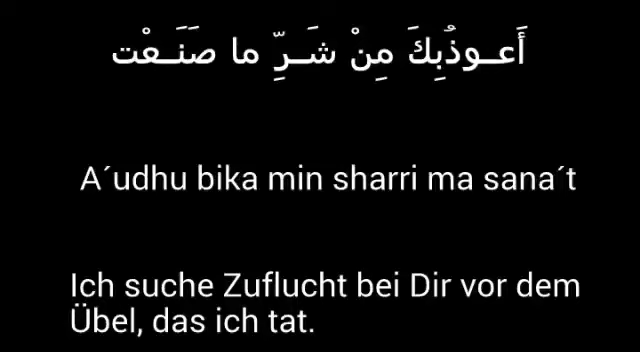 أَعـوذُبِكَ مِنْ شَـرِّ ما صَنَـعْت
A´udhu bika min sharri ma sana´t
Ich suche Zuflucht bei Dir vor dem
Übel, das ich tat.